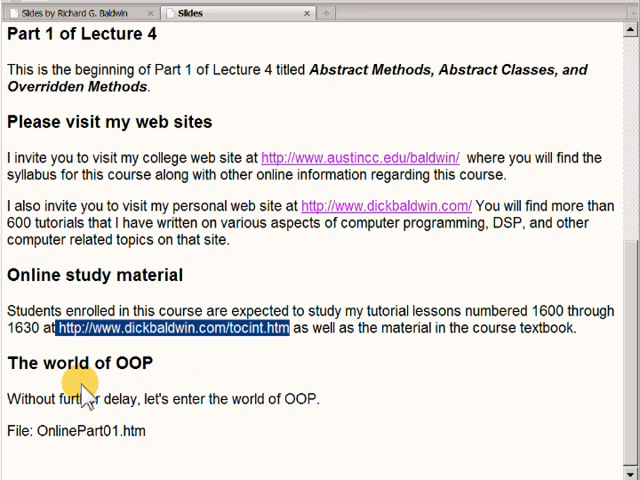 Slides by Richard G. Baldwin
Slides
Part 1 of Lecture 4
This is the beginning of Part 1 of Lecture 4 titled Abstract Methods, Abstract Classes, and
Overridden Methods.
Please visit my web sites
I invite you to visit my college web site at http://www.austincc.edu/baldwin/ where you will find the
syllabus for this course along with other online information regarding this course.
I also invite you to visit my personal web site at http://www.dickbaldwin.com/ You will find more than
600 tutorials that I have written on various aspects of computer programming, DSP, and other
computer related topics on that site.
Online study material
Students enrolled in this course are expected to study my tutorial lessons numbered 1600 through
1630 at http://www.dickbaldwin.com/tocint.htm as well as the material in the course textbook.
The world of OOP
Without further delay, let's enter the world of OOP.
File: OnlinePart01.htm